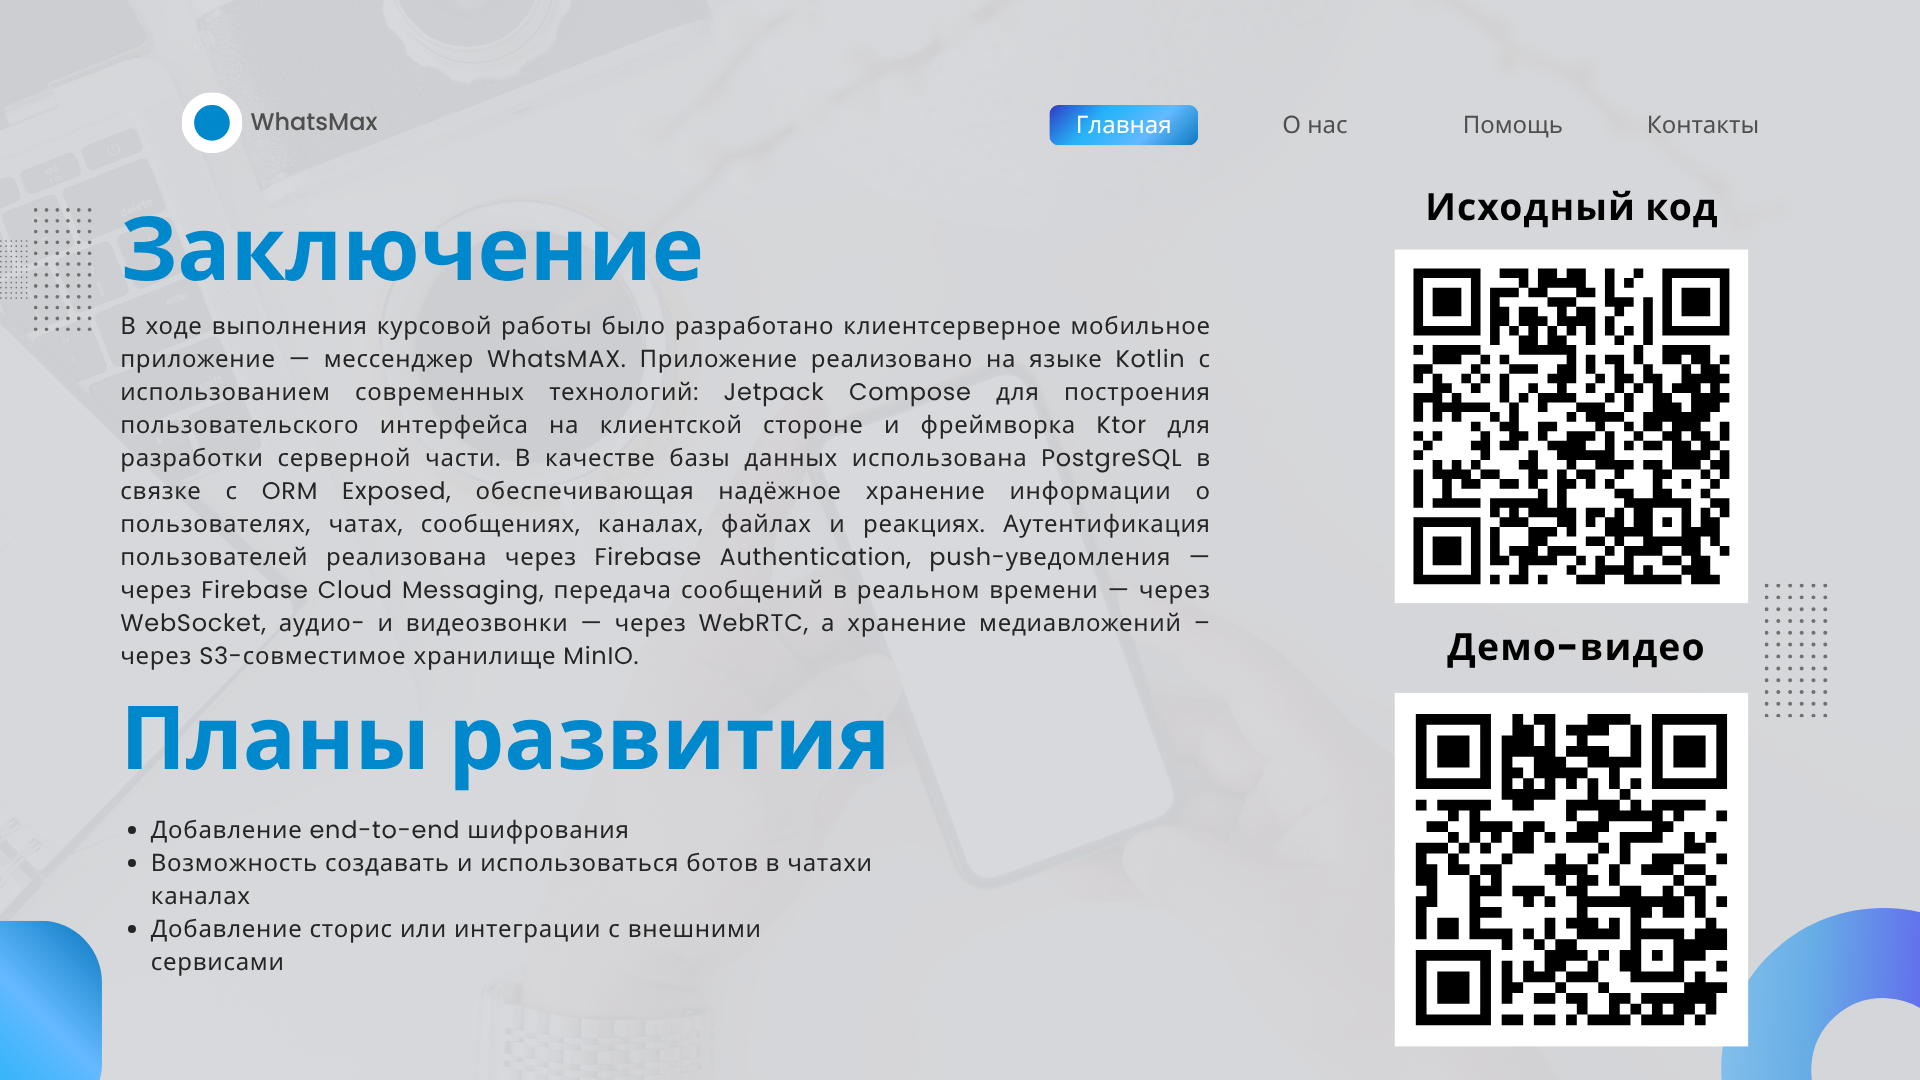 WhatsMax
Главная
О нас
Помощь
Контакты
Заключение
В ходе выполнения курсовой работы было разработано клиентсерверное мобильное
приложение — мессенджер WhatsMAX. Приложение реализовано на языке Kotlin с
использованием современных технологий: Jetpack Compose для построения
пользовательского интерфейса на клиентской стороне и фреймворка Ktor для
разработки серверной части. В качестве базы данных использована PostgreSQL в
связке с ORM Exposed, обеспечивающая надёжное хранение информации о
пользователях, чатах, сообщениях, каналах, файлах и реакциях. Аутентификация
пользователей реализована через Firebase Authentication, push-уведомления —
через Firebase Cloud Messaging, передача сообщений в реальном времени — через
WebSocket, аудио- и видеозвонки — через WebRTC, а хранение медиавложений –
через S3-совместимое хранилище MinIO.
Планы развития
• Добавление end-to-end шифрования
• Возможность создавать и использоваться ботов в чатахи
каналах
• Добавление сторис или интеграции с внешними
сервисами
Исходный код
Демо-видео